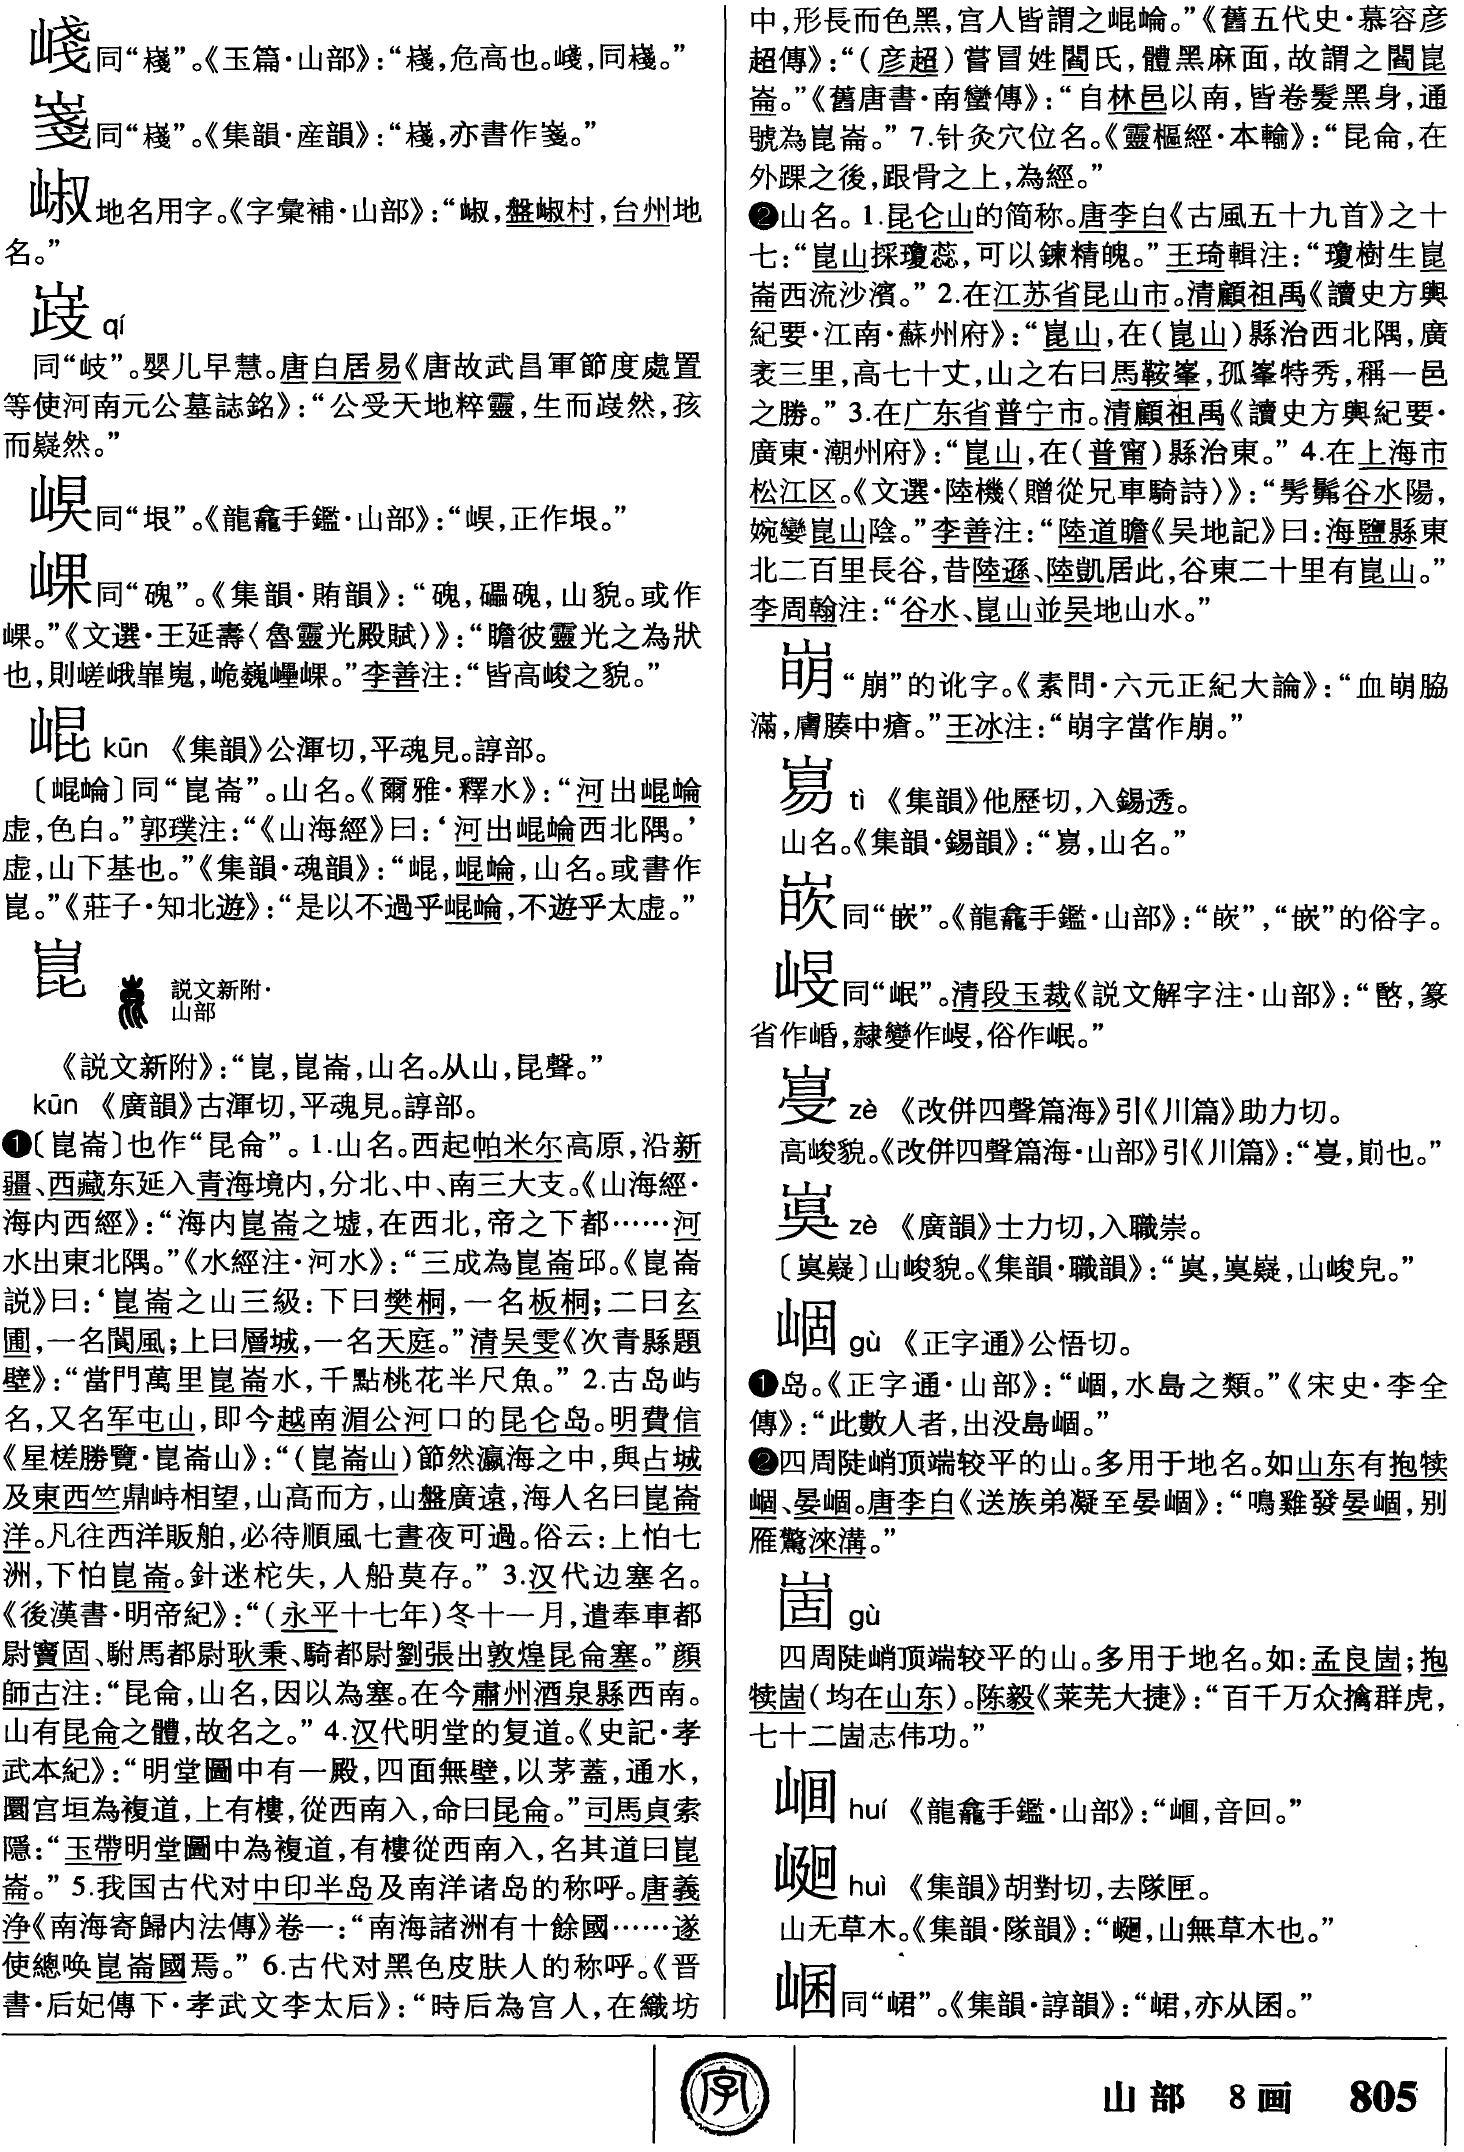 㟞同“嶘”。《玉篇·山部》：“嶘，危高也。㟞，同嶘。”
同“嶘”。《集韻·産韻》：“嶘，亦書作
地名用字。《字彙補·山部》：“
村，台州地
名。”
qí
同“岐”。婴儿早慧。唐白居易《唐故武昌軍節度處置
等使河南元公墓誌銘》：“公受天地粹靈，生而
然，孩
而嶷然。”
同“垠”。《龍龕手鑑·山部》：“
，正作垠。”
同“磈”。《集韻·賄韻》：“磈，礧磈，山貌。或作
㟴。”《文選·王延壽〈魯靈光殿賦〉》：“瞻彼靈光之為狀
也，則嵯峨嶵嵬，峞巍
。”李善注：“皆高峻之貌。”
崐 kūn 《集韻》公渾切，平魂見。諄部。
〔崐崘〕同“崑崙”。山名。《爾雅·釋水》：“河出崐崘
虚，色白。”郭璞注：“《山海經》曰：‘河出崐崘西北隅。’
虚，山下基也。”《集韻·魂韻》：“崐，崐崘，山名。或書作
崑。”《莊子·知北遊》：“是以不過乎崐崘，不遊乎太虚。”
崑
説文新附·
山部
《説文新附》：“崑，崑崙，山名。从山，昆聲。”
kūn 《廣韻》古渾切，平魂見。諄部。
❶〔崑崙〕也作“昆侖”。1.山名。西起帕米尔高原，沿新
疆、西藏东延入青海境内，分北、中、南三大支。《山海經·
海内西經》：“海内崑崙之墟，在西北，帝之下都……河
水出東北隅。”《水經注·河水》：“三成為崑崙邱。《崑崙
説》曰：‘崑崙之山三級：下曰樊桐，一名板桐；二曰玄
圃，一名閬風；上曰層城，一名天庭。”清吴雯《次青縣題
壁》：“當門萬里崑崙水，千點桃花半尺魚。” 2.古岛屿
名，又名军屯山，即今越南湄公河口的昆仑岛。明費信
《星槎勝覽·崑崙山》：“（崑崙山）節然瀛海之中，與占城
及東西竺鼎峙相望，山高而方，山盤廣遠，海人名曰崑崙
洋。凡往西洋販舶，必待順風七晝夜可過。俗云：上怕七
洲，下怕崑崙。針迷柁失，人船莫存。” 3.汉代边塞名。
《後漢書·明帝紀》：“（永平十七年）冬十一月，遣奉車都
尉竇固、駙馬都尉耿秉、騎都尉劉張出敦煌昆侖塞。”顔
師古注：“昆侖，山名，因以為塞。在今肅州酒泉縣西南。
山有昆侖之體，故名之。” 4.汉代明堂的复道。《史記·孝
武本紀》：“明堂圖中有一殿，四面無壁，以茅蓋，通水，
圜宫垣為複道，上有樓，從西南入，命曰昆侖。”司馬貞索
隱：“玉帶明堂圖中為複道，有樓從西南入，名其道曰崑
崙。” 5.我国古代对中印半岛及南洋诸岛的称呼。唐義
浄《南海寄歸内法傳》卷一：“南海諸洲有十餘國……遂
使總唤崑崙國焉。” 6.古代对黑色皮肤人的称呼。《晋
書·后妃傳下·孝武文李太后》：“時后為宫人，在織坊
中，形長而色黑，宫人皆謂之崐崘。”《舊五代史·慕容彦
超傳》：“（彦超）嘗冒姓閻氏，體黑麻面，故謂之閻崑
崙。”《舊唐書·南蠻傳》：“自林邑以南，皆卷髮黑身，通
號為崑崙。” 7.针灸穴位名。《靈樞經·本輸》：“昆侖，在
外踝之後，跟骨之上，為經。”
❷山名。1.昆仑山的简称。唐李白《古風五十九首》之十
七：“崑山採瓊蕊，可以鍊精魄。”王琦輯注：“瓊樹生崑
崙西流沙濱。” 2.在江苏省昆山市。清顧祖禹《讀史方輿
紀要·江南·蘇州府》：“崑山，在（崑山）縣治西北隅，廣
袤三里，高七十丈，山之右曰馬鞍峯，孤峯特秀，稱一邑
之勝。” 3.在广东省普宁市。清顧祖禹《讀史方輿紀要·
廣東·潮州府》：“崑山，在（普甯）縣治東。” 4.在上海市
松江区。《文選·陸機〈贈從兄車騎詩〉》：“髣髴谷水陽，
婉孌崑山陰。”李善注：“陸道瞻《吴地記》曰：海鹽縣東
北二百里長谷，昔陸遜、陸凱居此，谷東二十里有崑山。”
李周翰注：“谷水、崑山並吴地山水。”
“崩”的讹字。《素問·六元正紀大論》：“血
脇
滿，膚腠中瘡。”王冰注：“
字當作崩。”
tì 《集韻》他歷切，入錫透。
山名。《集韻·錫韻》：“
，山名。”
同“嵌”。《龍龕手鑑·山部》：“
”，“嵌”的俗字。
同“岷”。清段玉裁《説文解字注·山部》：“
，篆
省作㟭，隸變作
，俗作岷。”
zè 《改併四聲篇海》引《川篇》助力切。
高峻貌。《改併四聲篇海·山部》引《川篇》：“
也。”
zè 《廣韻》士力切，入職崇。
嶷〕山峻貌。《集韻·職韻》：“
嶷，山峻皃。”
崓 gù 《正字通》公悟切。
❶岛。《正字通·山部》：“崓，水島之類。”《宋史·李全
傳》：“此數人者，出没島崓。”
❷四周陡峭顶端较平的山。多用于地名。如山东有抱犊
崓、晏崓。唐李白《送族弟凝至晏崓》：“鳴雞發晏崓，别
雁驚淶溝。”
崮 gù
四周陡峭顶端较平的山。多用于地名。如：孟良崮；抱
犊崮（均在山东）。陈毅《莱芜大捷》：“百千万众擒群虎，
七十二崮志伟功。”
huí 《龍龕手鑑·山部》：“
，音回。”
huì 《集韻》胡對切，去隊匣。
山无草木。《集韻·隊韻》：“
，山無草木也。”
同“峮”。《集韻·諄韻》：“峮，亦从囷。”
字
山部 8画 805